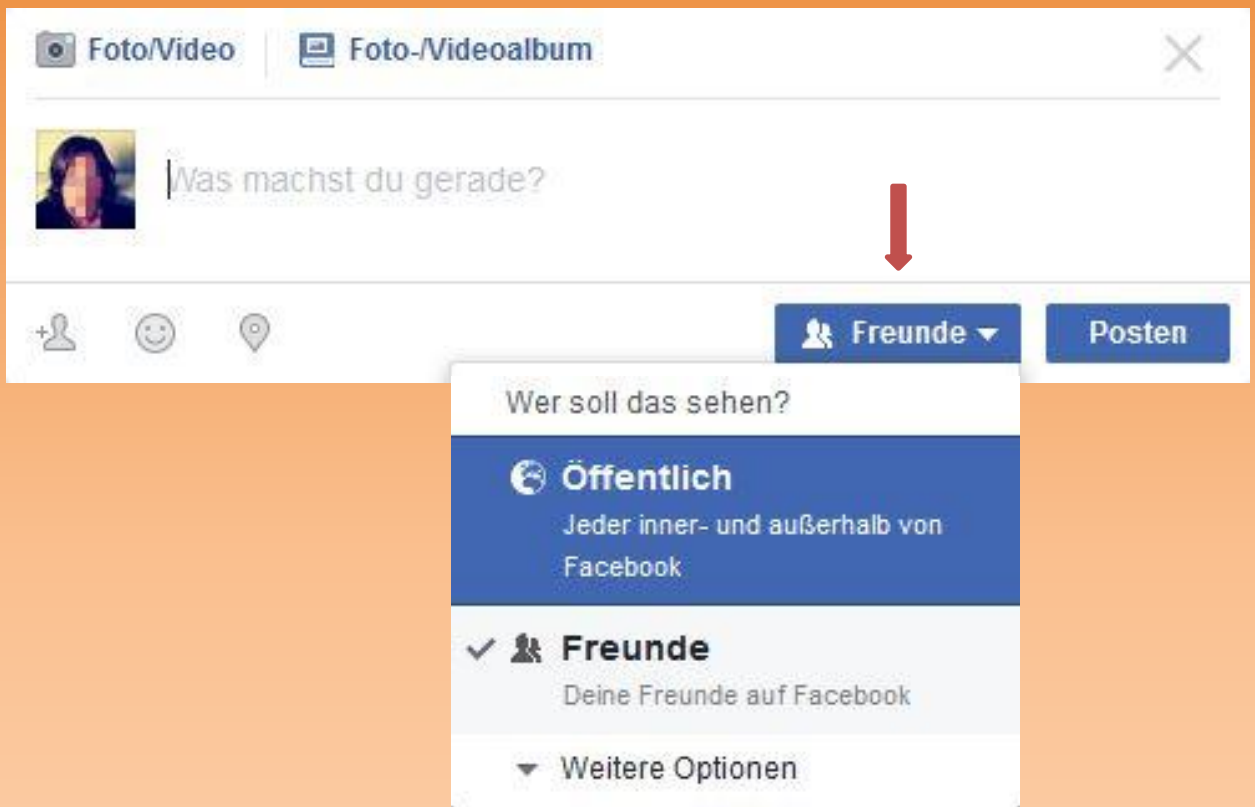 Foto/Video Foto-/Videoalbum
Was machst du gerade?
Freunde Posten
Wer soll das sehen?
Öffentlich
Jeder inner- und außerhalb von
Facebook
Freunde
Deine Freunde auf Facebook
Weitere Optionen